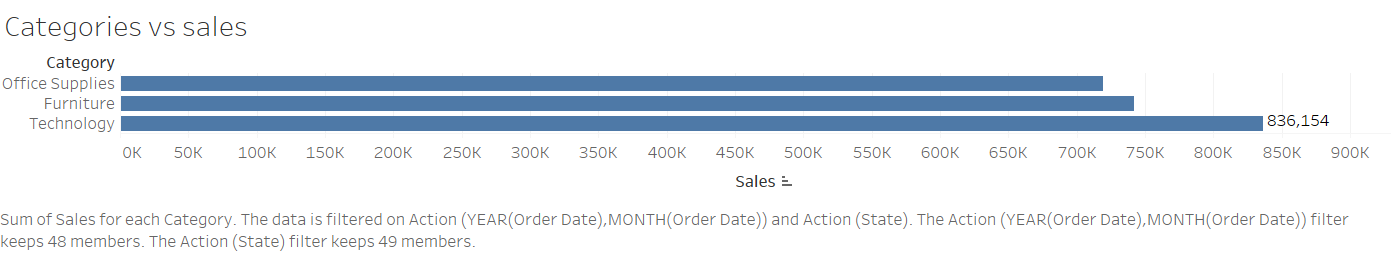 Categories vs sales
Category
Office Supplies
Furniture
Technology 836,154
0K 50K 100K 150K 200K 250K 300K 350K 400K 450K 500K 550K 600K 650K 700K 750K 800K 850K 900K
Sales
Sum of Sales for each Category. The data is filtered on Action (YEAR(Order Date),MONTH(Order Date)) and Action (State). The Action (YEAR(Order Date),MONTH(Order Date)) filter
keeps 48 members. The Action (State) filter keeps 49 members.